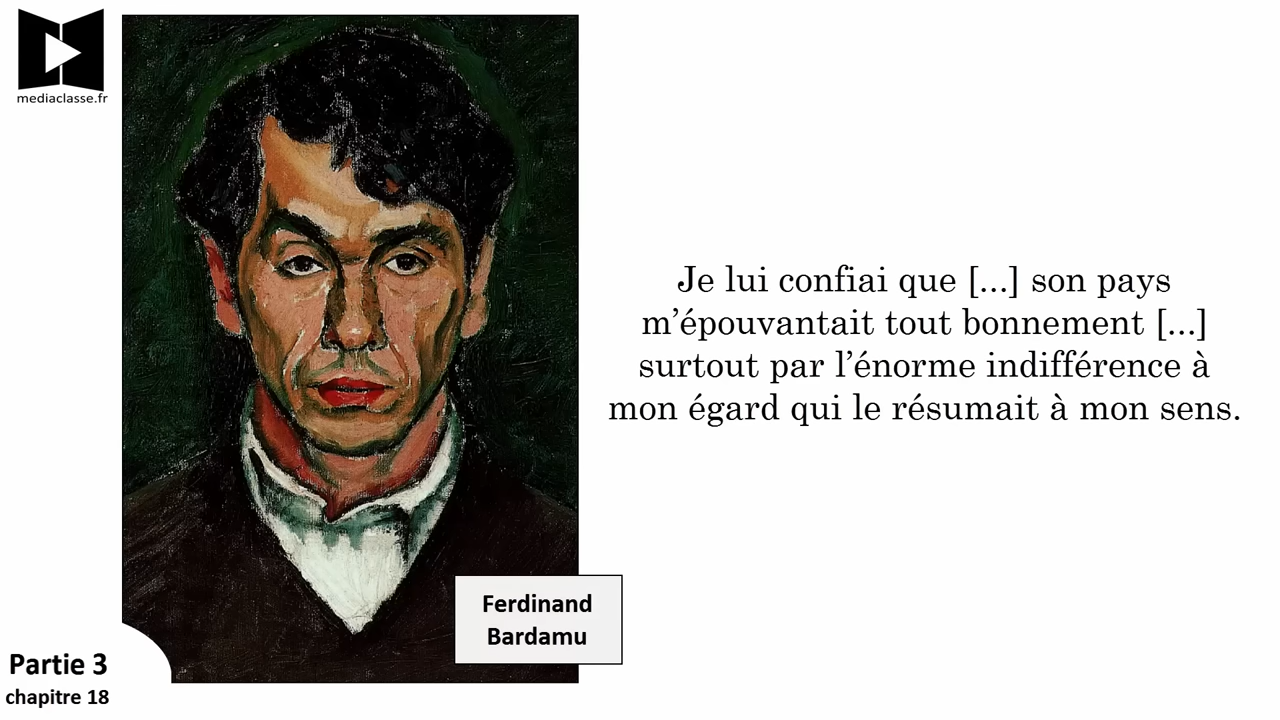 mediaclasse.fr
Je lui confiai que [...] son pays
m’épouvantait tout bonnement [...]
surtout par l’énorme indifférence à
mon égard qui le résumait à mon sens.
Ferdinand
Bardamu
Partie 3
chapitre 18